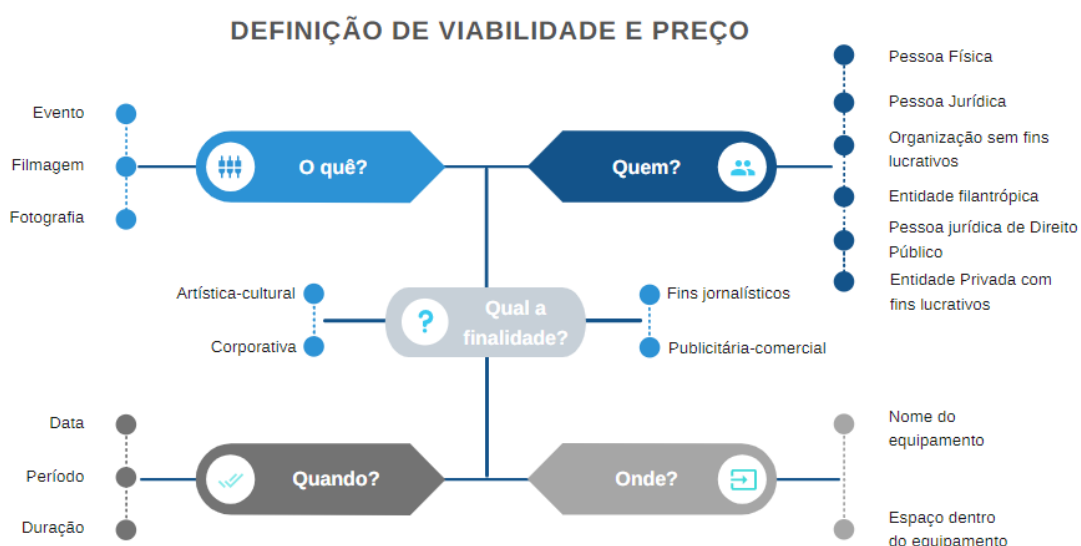 DEFINIÇÃO DE VIABILIDADE E PREÇO
Evento
Filmagem
Fotografia
O quê?
Quem?
Pessoa Física
Pessoa Jurídica
Organização sem fins
lucrativos
Entidade filantrópica
Pessoa jurídica de Direito
Público
Entidade Privada com
fins lucrativos
Artística-cultural
Corporativa
Qual a
finalidade?
Fins jornalísticos
Publicitária-comercial
Data
Período
Duração
Quando?
Onde?
Nome do
equipamento
Espaço dentro
do equipamento